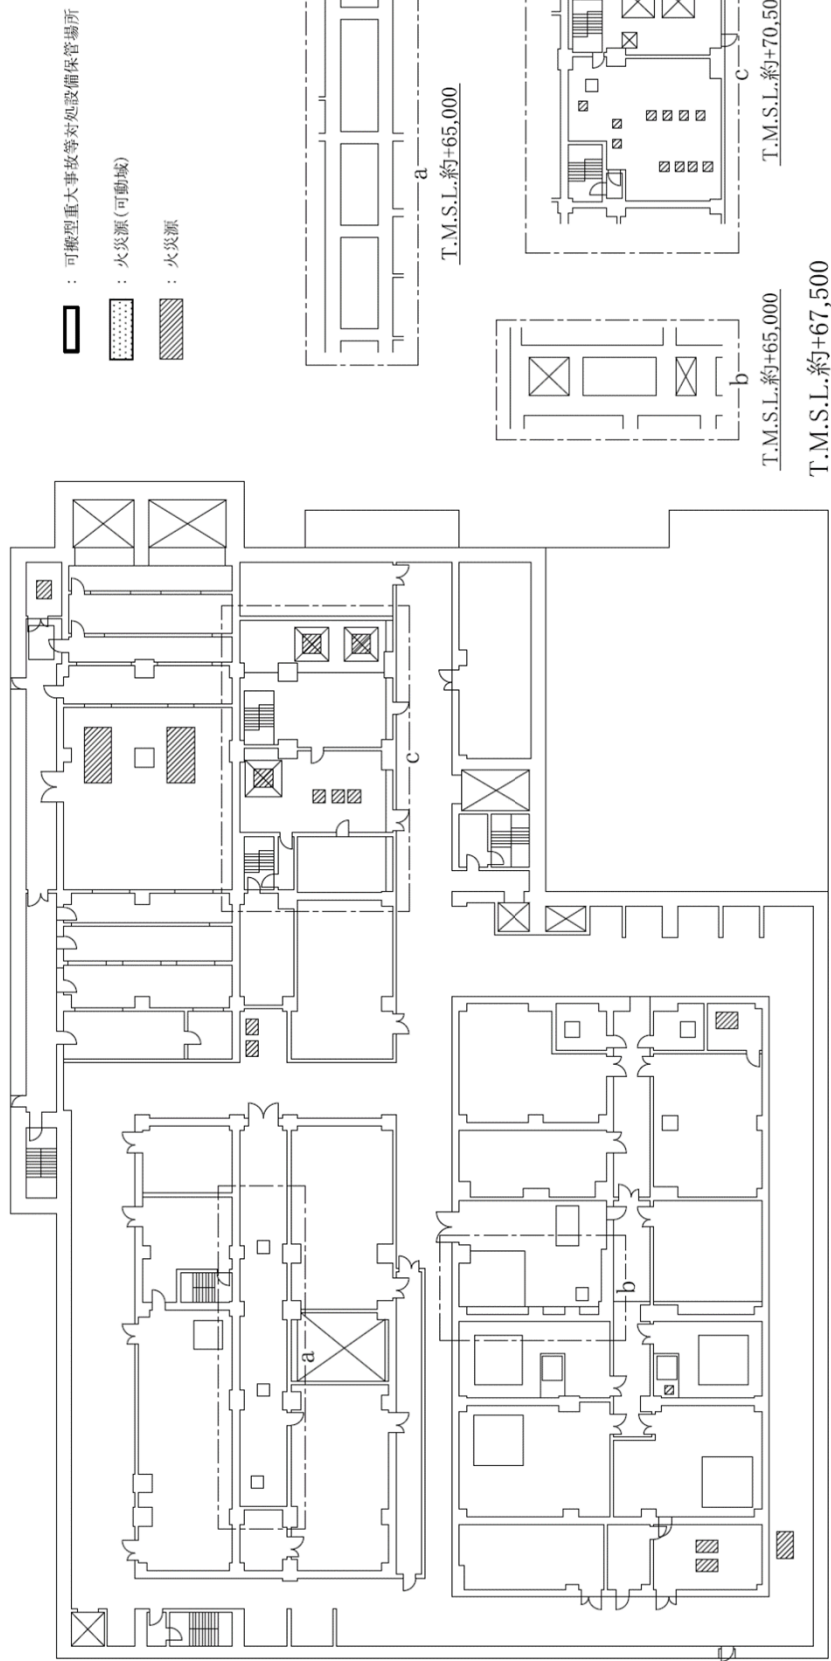 ：可搬型重大事故等対処設備保管場所
：火災源(可動域)
：火災源
a
T.M.S.L.約+65,000
c
T.M.S.L.約+70,50
b
T.M.S.L.約+65,000
T.M.S.L.約+67,500
c
a
b